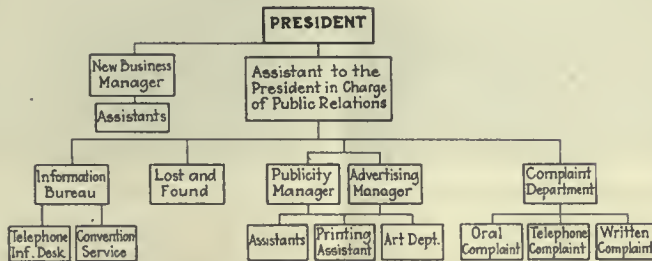 PRESIDENT
New Business
Manager
Assistants
Assistant to the
President in Charge
of Public Relations
Information
Bureau
Lost and
Found
Publicity
Manager
Advertising
Manager
Complaint
Department
Telephone
Inf. Desk
Convention
Service
Assistants
Printing
Assistant
Art Dept.
Oral
Complaint
Telephone
Complaint
Written
Complaint